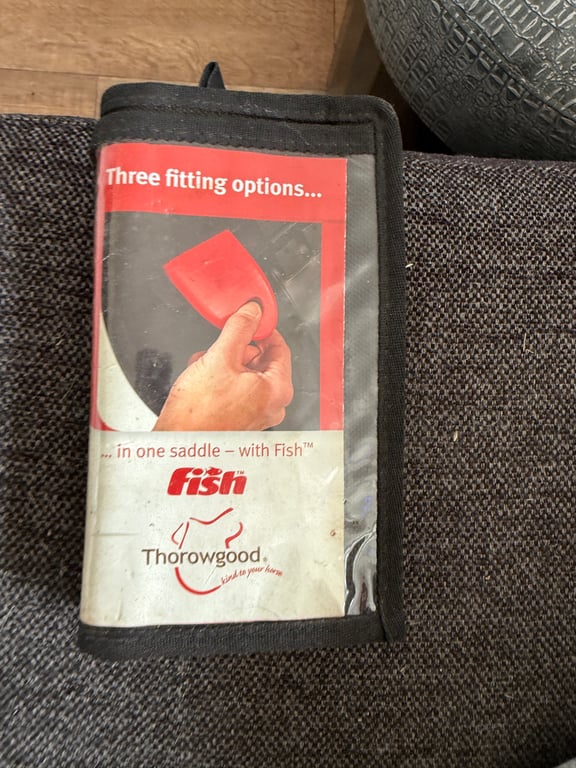 Three fitting options...
... in one saddle – with Fish™
fish™
Thorowgood®
kind to your horse